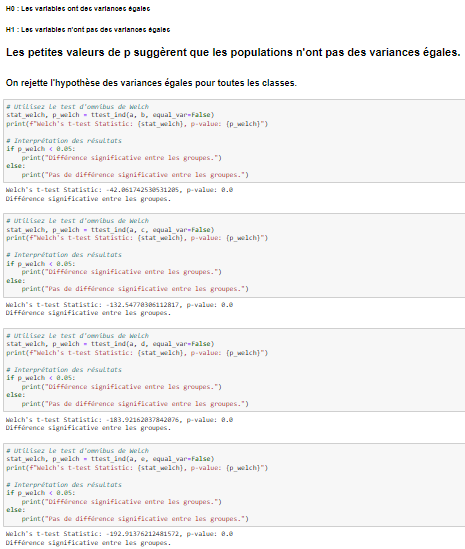 H0 : Les variables ont des variances égales
H1 : Les variables n'ont pas des variances égales
Les petites valeurs de p suggèrent que les populations n'ont pas des variances égales.
On rejette l'hypothèse des variances égales pour toutes les classes.
# Utilisez le test d'omnibus de Welch
stat_welch, p_welch = ttest_ind(a, b, equal_var=False)
print(f"Welch's t-test Statistic: {stat_welch}, p-value: {p_welch}")
# Interprétation des résultats
if p_welch < 0.05:
    print("Différence significative entre les groupes.")
else:
    print("Pas de différence significative entre les groupes.")
Welch's t-test Statistic: -42.061742530531205, p-value: 0.0
Différence significative entre les groupes.
# Utilisez le test d'omnibus de Welch
stat_welch, p_welch = ttest_ind(a, c, equal_var=False)
print(f"Welch's t-test Statistic: {stat_welch}, p-value: {p_welch}")
# Interprétation des résultats
if p_welch < 0.05:
    print("Différence significative entre les groupes.")
else:
    print("Pas de différence significative entre les groupes.")
Welch's t-test Statistic: -132.54770306112817, p-value: 0.0
Différence significative entre les groupes.
# Utilisez le test d'omnibus de Welch
stat_welch, p_welch = ttest_ind(a, d, equal_var=False)
print(f"Welch's t-test Statistic: {stat_welch}, p-value: {p_welch}")
# Interprétation des résultats
if p_welch < 0.05:
    print("Différence significative entre les groupes.")
else:
    print("Pas de différence significative entre les groupes.")
Welch's t-test Statistic: -183.92162037842076, p-value: 0.0
Différence significative entre les groupes.
# Utilisez le test d'omnibus de Welch
stat_welch, p_welch = ttest_ind(a, e, equal_var=False)
print(f"Welch's t-test Statistic: {stat_welch}, p-value: {p_welch}")
# Interprétation des résultats
if p_welch < 0.05:
    print("Différence significative entre les groupes.")
else:
    print("Pas de différence significative entre les groupes.")
Welch's t-test Statistic: -192.91376212481572, p-value: 0.0
Différence significative entre les groupes.